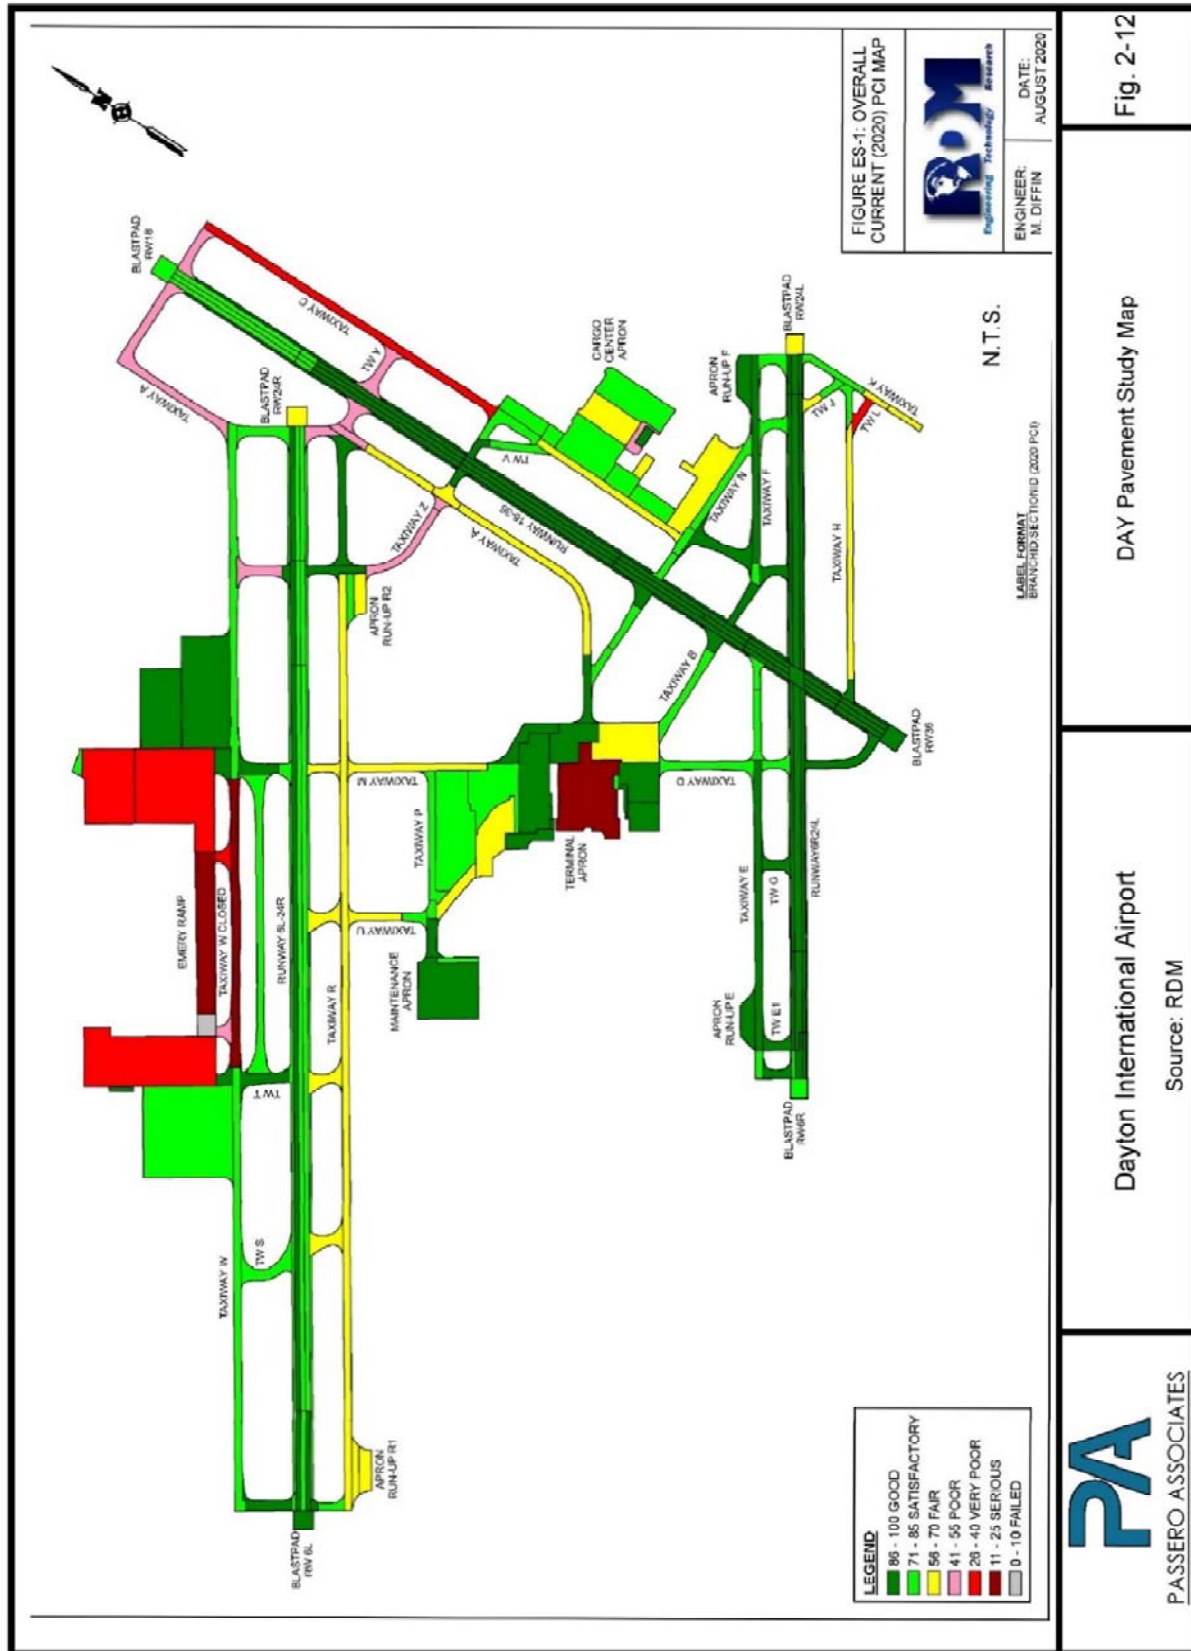 BLASTPAD
RW18
TAXIWAY C
TAXIWAY A
TW Y
BLASTPAD
RW24R
CARGO
CENTER
APRON
TW V
TAXIWAY Z
RUNWAY 18-36
TAXIWAY A
APRON
RUN-UP R2
APRON
RUN-UP F
BLASTPAD
RW24L
TAXIWAY N
TAXIWAY F
TW J
TAXIWAY K
TW L
TAXIWAY H
TAXIWAY B
BLASTPAD
RW36
TAXIWAY M
TAXIWAY P
TAXIWAY D
TERMINAL
APRON
TAXIWAY E
TW G
RUNWAY6R24L
EMERY RAMP
TAXIWAY W CLOSED
RUNWAY 6L-24R
TAXIWAY R
TAXIWAY U
MAINTENANCE
APRON
APRON
RUN-UP E
TW E1
BLASTPAD
RW6R
TW T
TAXIWAY W
TW S
APRON
RUN-UP R1
BLASTPAD
RW 6L
N.T.S.
LABEL FORMAT
BRANCHID:SECTIONID (2020 PCI)
FIGURE ES-1: OVERALL
CURRENT (2020) PCI MAP
RDM
Engineering Technology Research
ENGINEER:
M. DIFFIN
DATE:
AUGUST 2020
LEGEND
86 - 100 GOOD
71 - 85 SATISFACTORY
56 - 70 FAIR
41 - 55 POOR
26 - 40 VERY POOR
11 - 25 SERIOUS
0 - 10 FAILED
PA
PASSERO ASSOCIATES
Dayton International Airport
Source: RDM
DAY Pavement Study Map
Fig. 2-12